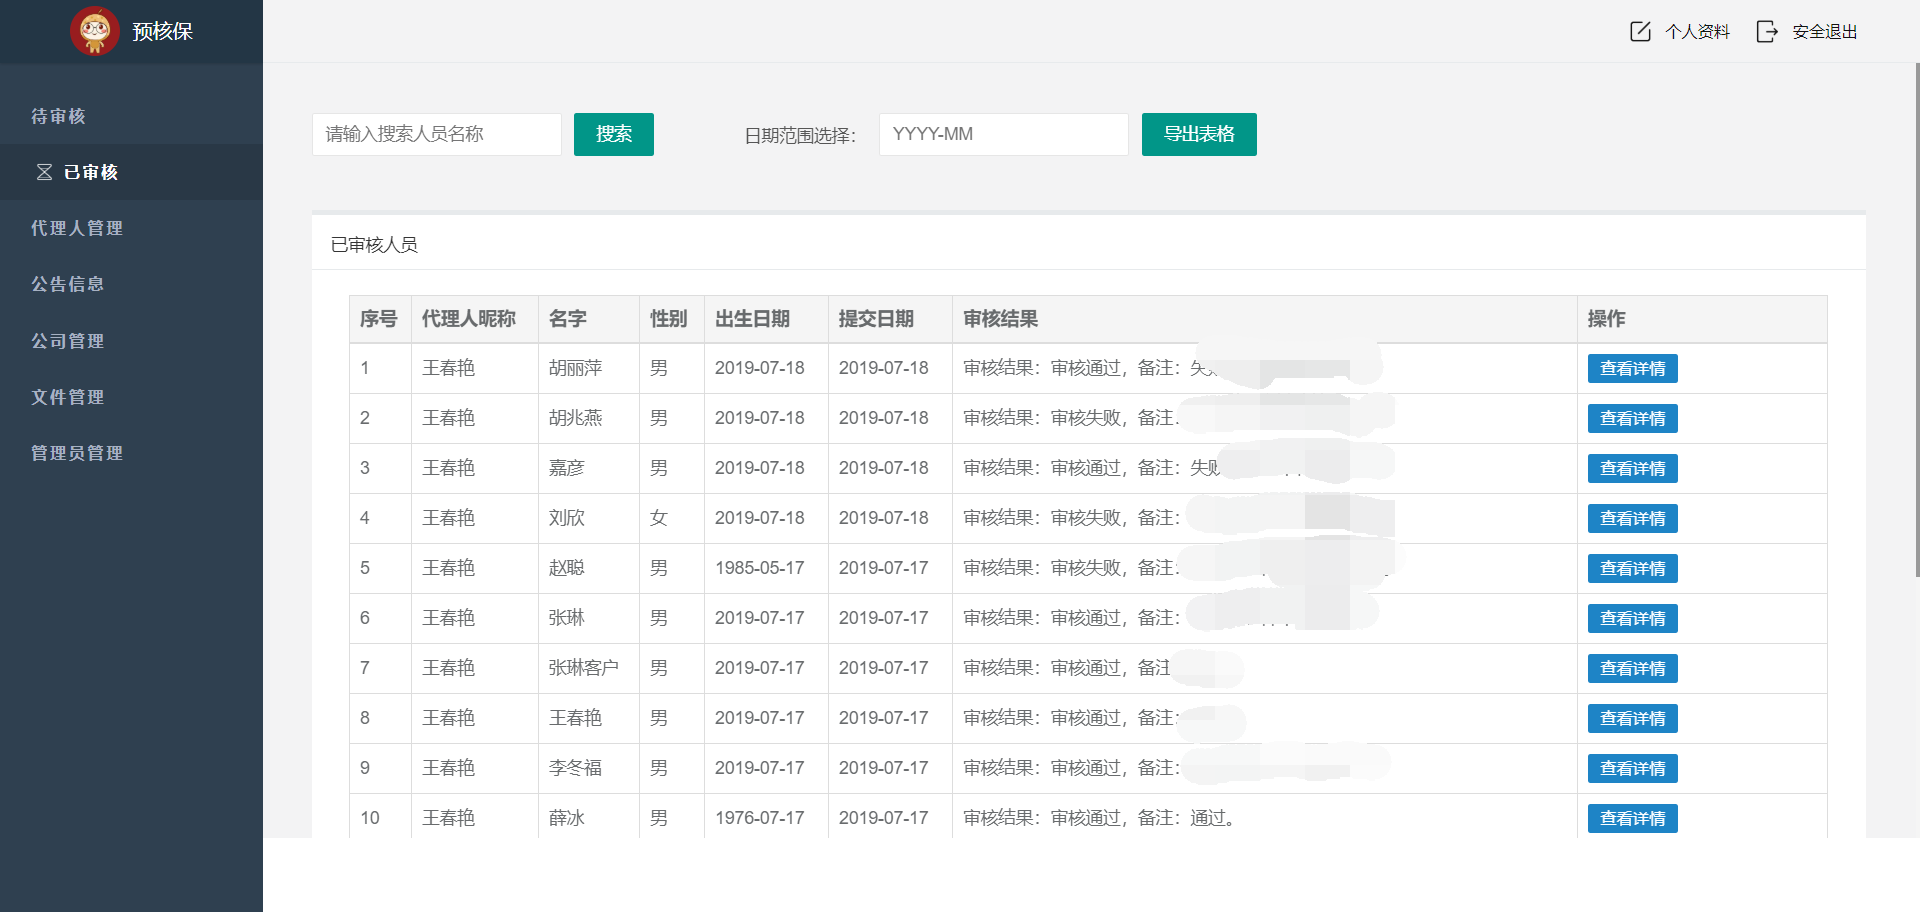 预核保
个人资料 安全退出
待审核
已审核
代理人管理
公告信息
公司管理
文件管理
管理员管理
请输入搜索人员名称 搜索 日期范围选择： YYYY-MM 导出表格
已审核人员
序号 代理人昵称 名字 性别 出生日期 提交日期 审核结果 操作
1 王春艳 胡丽萍 男 2019-07-18 2019-07-18 审核结果：审核通过，备注：失 查看详情
2 王春艳 胡兆燕 男 2019-07-18 2019-07-18 审核结果：审核失败，备注： 查看详情
3 王春艳 嘉彦 男 2019-07-18 2019-07-18 审核结果：审核通过，备注：失败 查看详情
4 王春艳 刘欣 女 2019-07-18 2019-07-18 审核结果：审核失败，备注： 查看详情
5 王春艳 赵聪 男 1985-05-17 2019-07-17 审核结果：审核失败，备注： 查看详情
6 王春艳 张琳 男 2019-07-17 2019-07-17 审核结果：审核通过，备注： 查看详情
7 王春艳 张琳客户 男 2019-07-17 2019-07-17 审核结果：审核通过，备注 查看详情
8 王春艳 王春艳 男 2019-07-17 2019-07-17 审核结果：审核通过，备注： 查看详情
9 王春艳 李冬福 男 2019-07-17 2019-07-17 审核结果：审核通过，备注： 查看详情
10 王春艳 薛冰 男 1976-07-17 2019-07-17 审核结果：审核通过，备注：通过。 查看详情